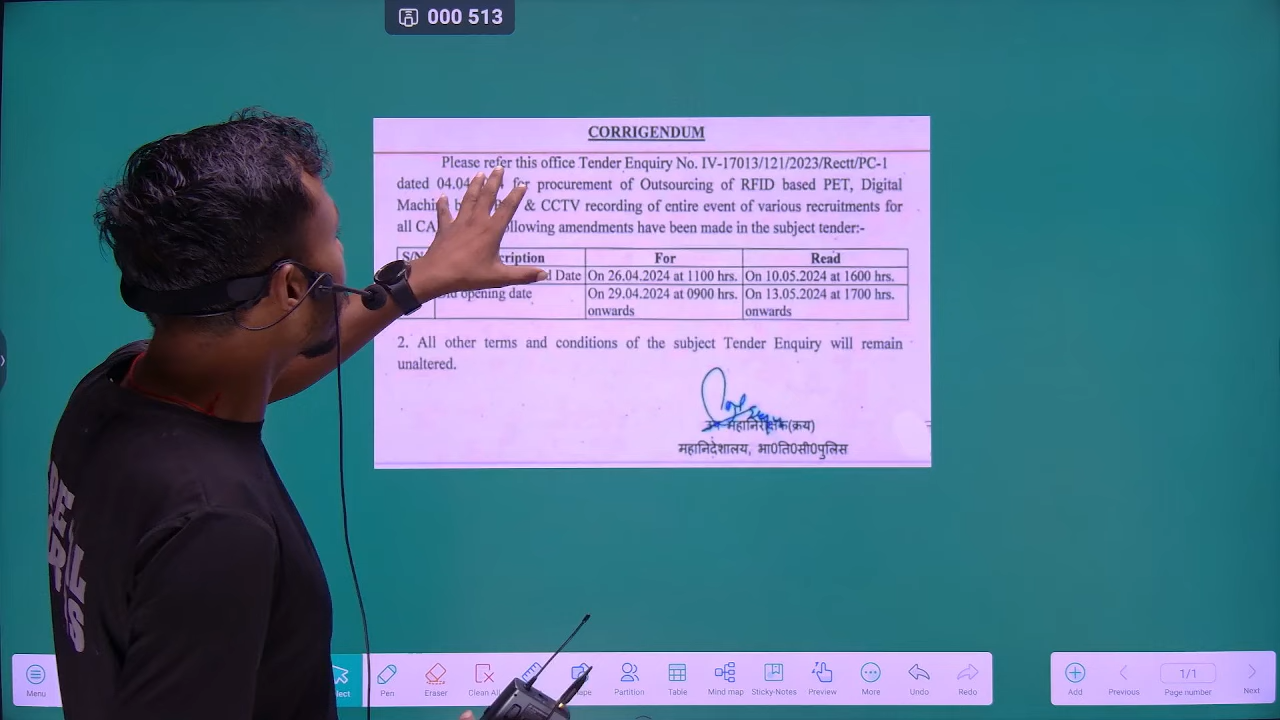 000 513
CORRIGENDUM
Please refer this office Tender Enquiry No. IV-17013/121/2023/Rectt/PC-1
dated for procurement of Outsourcing of RFID based PET, Digital
& CCTV recording of entire event of various recruitments for
all following amendments have been made in the subject tender:-
For Read
Date On 26.04.2024 at 1100 hrs. On 10.05.2024 at 1600 hrs.
opening date On 29.04.2024 at 0900 hrs. On 13.05.2024 at 1700 hrs.
onwards onwards
2. All other terms and conditions of the subject Tender Enquiry will remain
unaltered.
महानिरीक्षक(क्रय)
महानिदेशालय, भा0ति0सी0पुलिस
Menu Pen Eraser Clean All Partition Table Mind map Sticky-Notes Preview More Undo Redo Add Previous 1/1 Page number Next